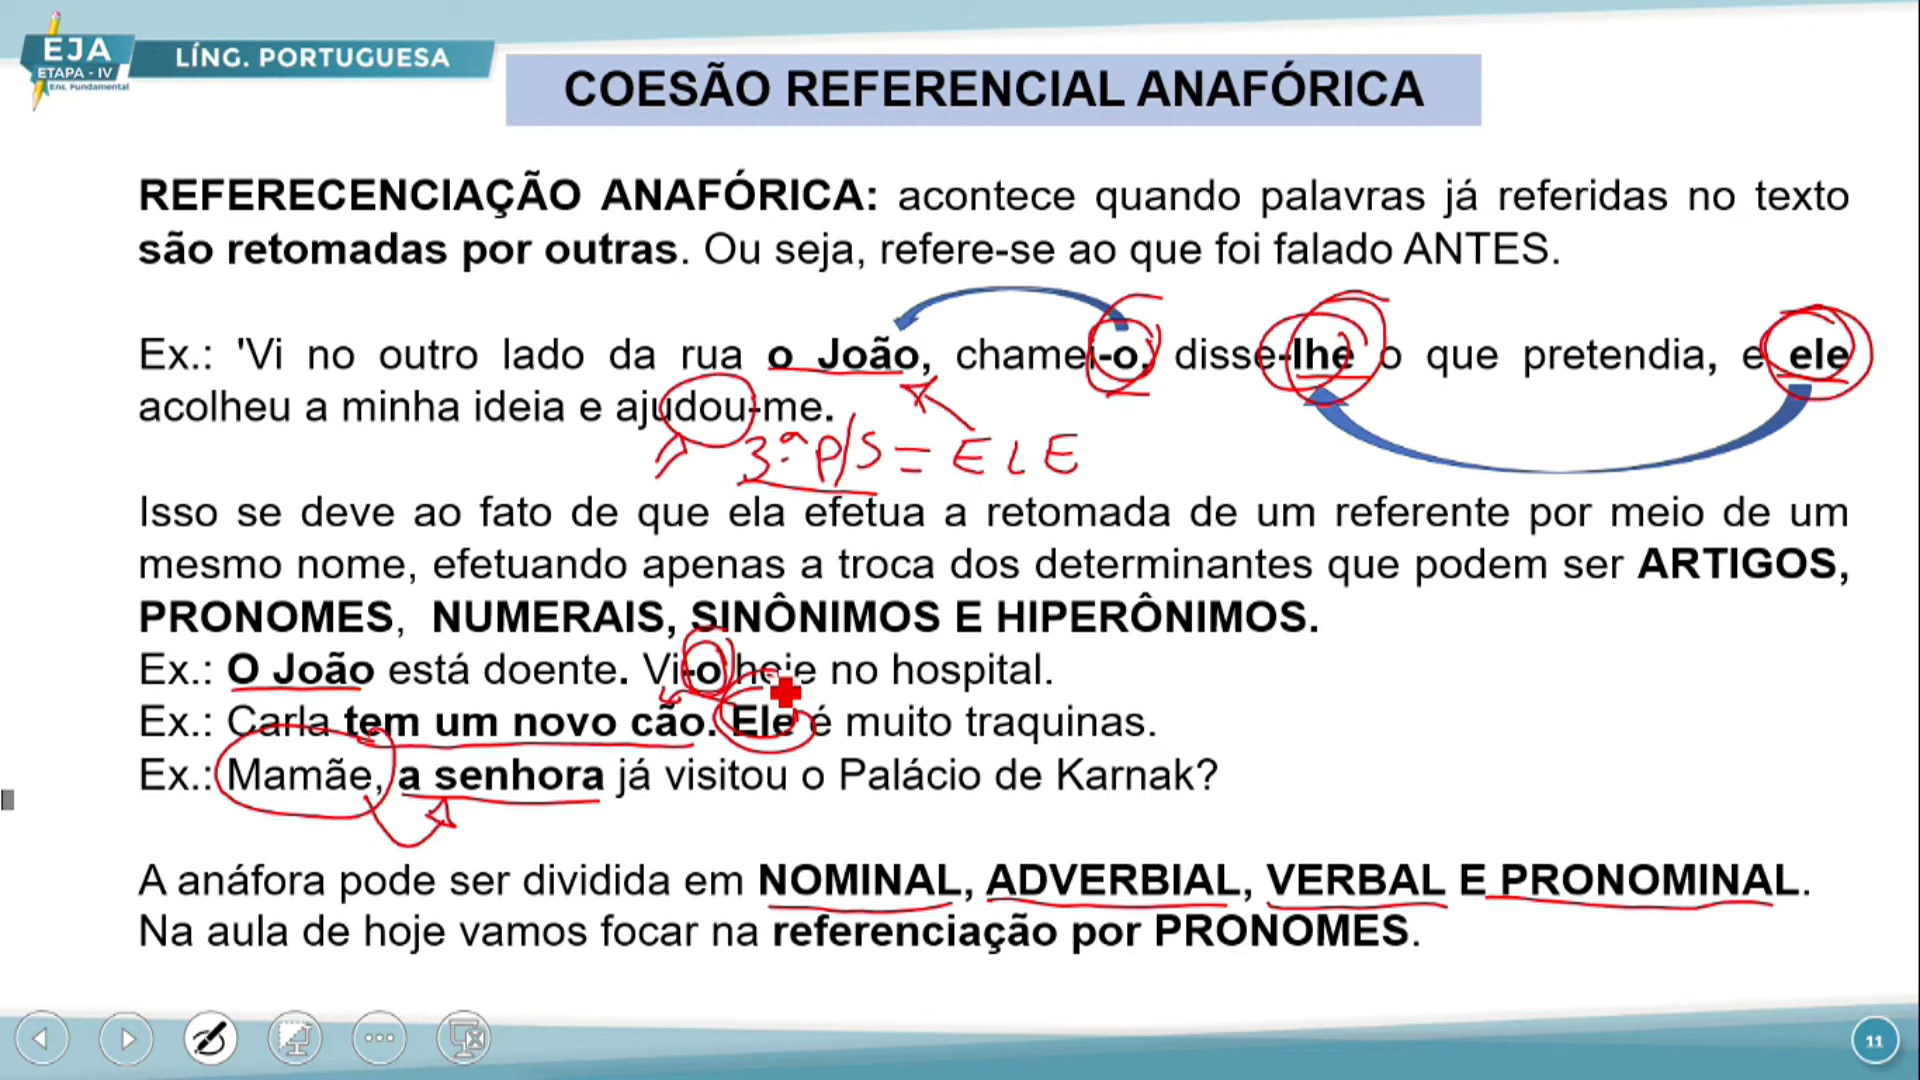 EJA
ETAPA - IV
Ens. Fundamental
LÍNG. PORTUGUESA
COESÃO REFERENCIAL ANAFÓRICA
REFERECENCIAÇÃO ANAFÓRICA: acontece quando palavras já referidas no texto
são retomadas por outras. Ou seja, refere-se ao que foi falado ANTES.
Ex.: 'Vi no outro lado da rua o João, chamei-o, disse-lhe o que pretendia, e ele
acolheu a minha ideia e ajudou-me.
3ª P/S = ELE
Isso se deve ao fato de que ela efetua a retomada de um referente por meio de um
mesmo nome, efetuando apenas a troca dos determinantes que podem ser ARTIGOS,
PRONOMES, NUMERAIS, SINÔNIMOS E HIPERÔNIMOS.
Ex.: O João está doente. Vi-o hoje no hospital.
Ex.: Carla tem um novo cão. Ele é muito traquinas.
Ex.: Mamãe, a senhora já visitou o Palácio de Karnak?
A anáfora pode ser dividida em NOMINAL, ADVERBIAL, VERBAL E PRONOMINAL.
Na aula de hoje vamos focar na referenciação por PRONOMES.
11